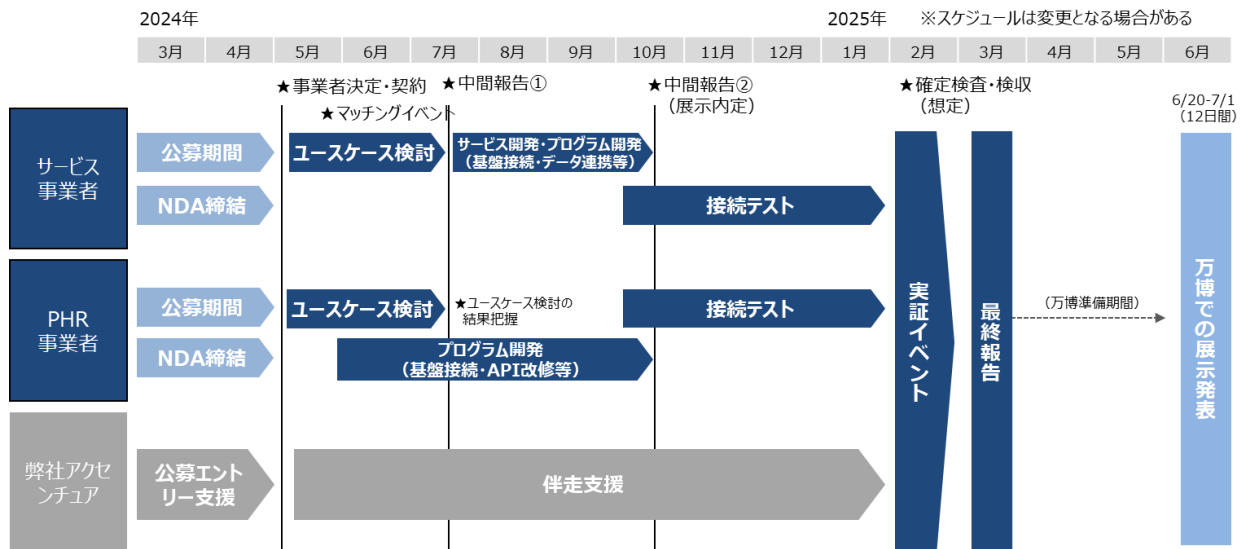 2024年
2025年
※スケジュールは変更となる場合がある
3月
4月
5月
6月
7月
8月
9月
10月
11月
12月
1月
2月
3月
4月
5月
6月
★事業者決定・契約
★中間報告①
★中間報告②
(展示内定)
★確定検査・検収
(想定)
★マッチングイベント
6/20-7/1
(12日間)
サービス
事業者
公募期間
ユースケース検討
サービス開発・プログラム開発
(基盤接続・データ連携等)
NDA締結
接続テスト
PHR
事業者
公募期間
ユースケース検討
★ユースケース検討の
結果把握
接続テスト
NDA締結
プログラム開発
(基盤接続・API改修等)
実証イベント
最終報告
(万博準備期間)
万博での展示発表
弊社アクセ
ンチュア
公募エント
リー支援
伴走支援